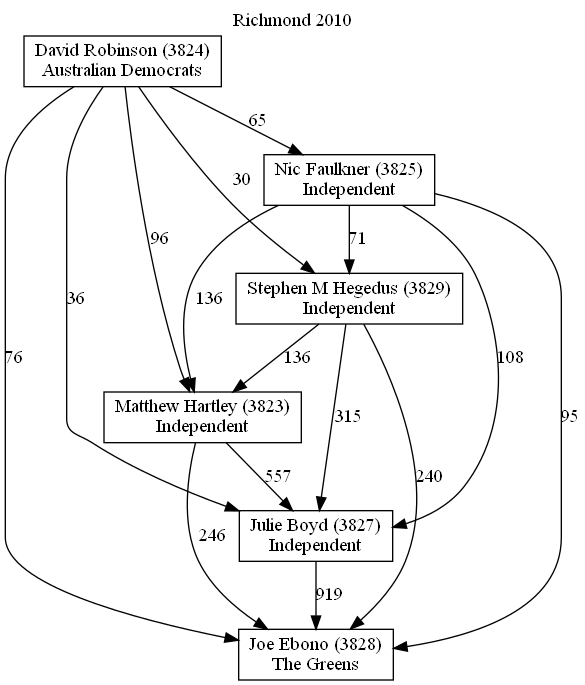 Richmond 2010
David Robinson (3824)
Australian Democrats
65
Nic Faulkner (3825)
Independent
30
96
71
Stephen M Hegedus (3829)
Independent
36
136
76
136
108
Matthew Hartley (3823)
Independent
315
95
557
240
Julie Boyd (3827)
Independent
246
919
Joe Ebono (3828)
The Greens